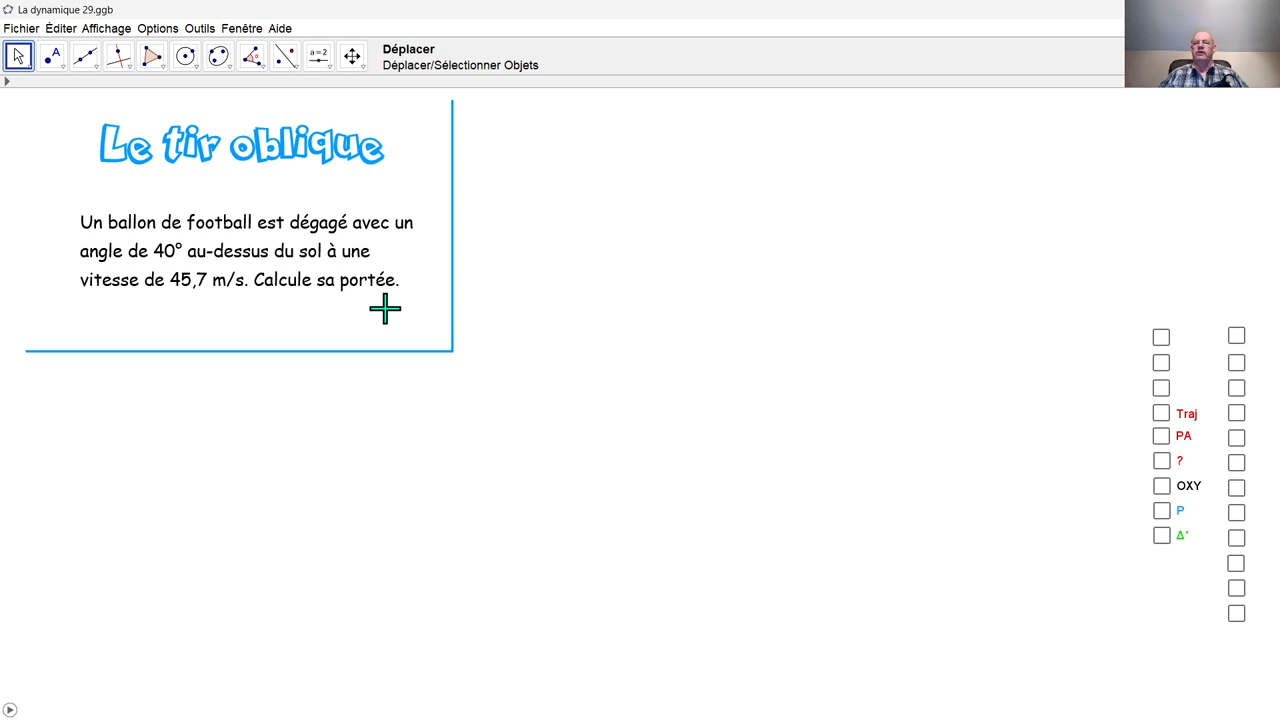 La dynamique 29.ggb
Fichier Éditer Affichage Options Outils Fenêtre Aide
A
α
a=2
Déplacer
Déplacer/Sélectionner Objets
Le tir oblique
Un ballon de football est dégagé avec un
angle de 40° au-dessus du sol à une
vitesse de 45,7 m/s. Calcule sa portée.
Traj
PA
?
OXY
P
Δ°